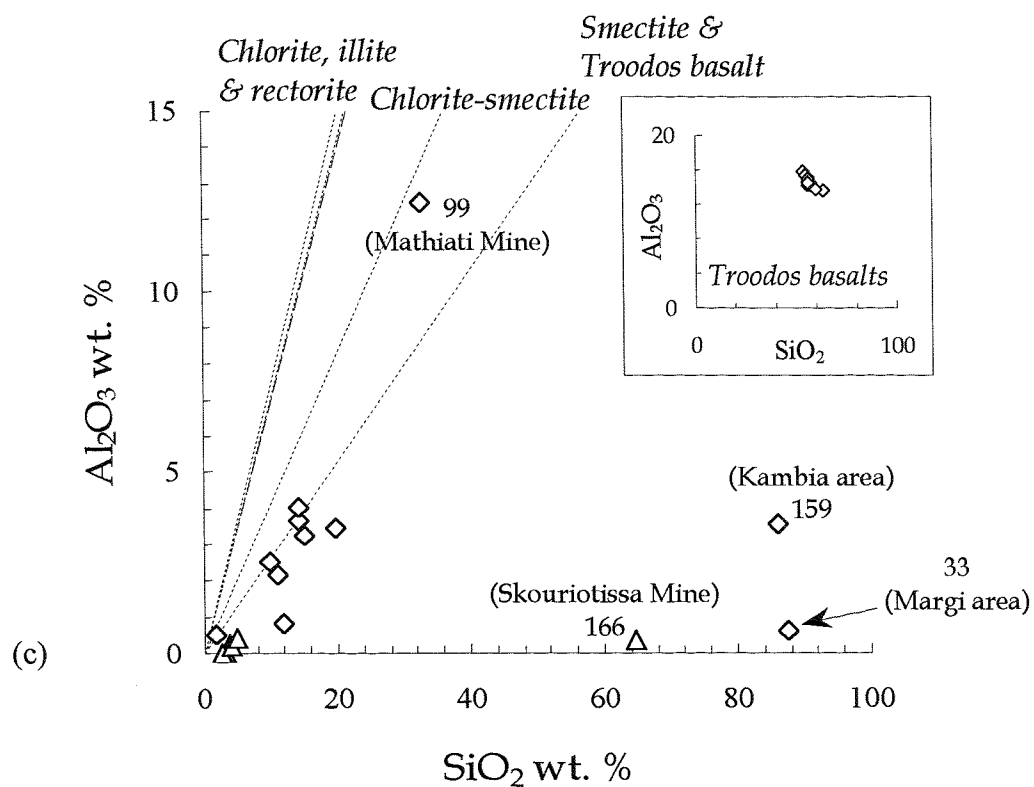 Chlorite, illite
& rectorite
Chlorite-smectite
Smectite &
Troodos basalt
15
10
5
0
Al₂O₃ wt. %
99
(Mathiati Mine)
20
0
Al₂O₃
Troodos basalts
0
SiO₂
100
(Kambia area)
159
33
(Margi area)
(Skouriotissa Mine)
166
(c)
0 20 40 60 80 100
SiO₂ wt. %